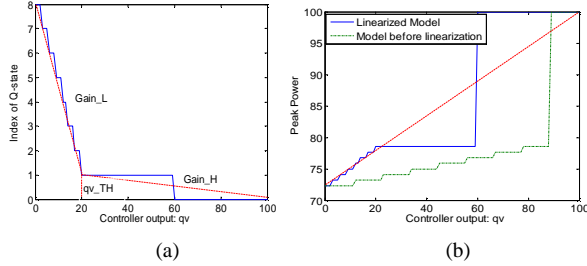 (a)
8
7
6
5
4
3
2
1
0
Index of Q-state
Gain_L
Gain_H
qv_TH
0 20 40 60 80 100
Controller output: qv
(a)
(b)
100
95
90
85
80
75
70
Peak Power
Linearized Model
Model before linearization
0 20 40 60 80 100
Controller output: qv
(b)